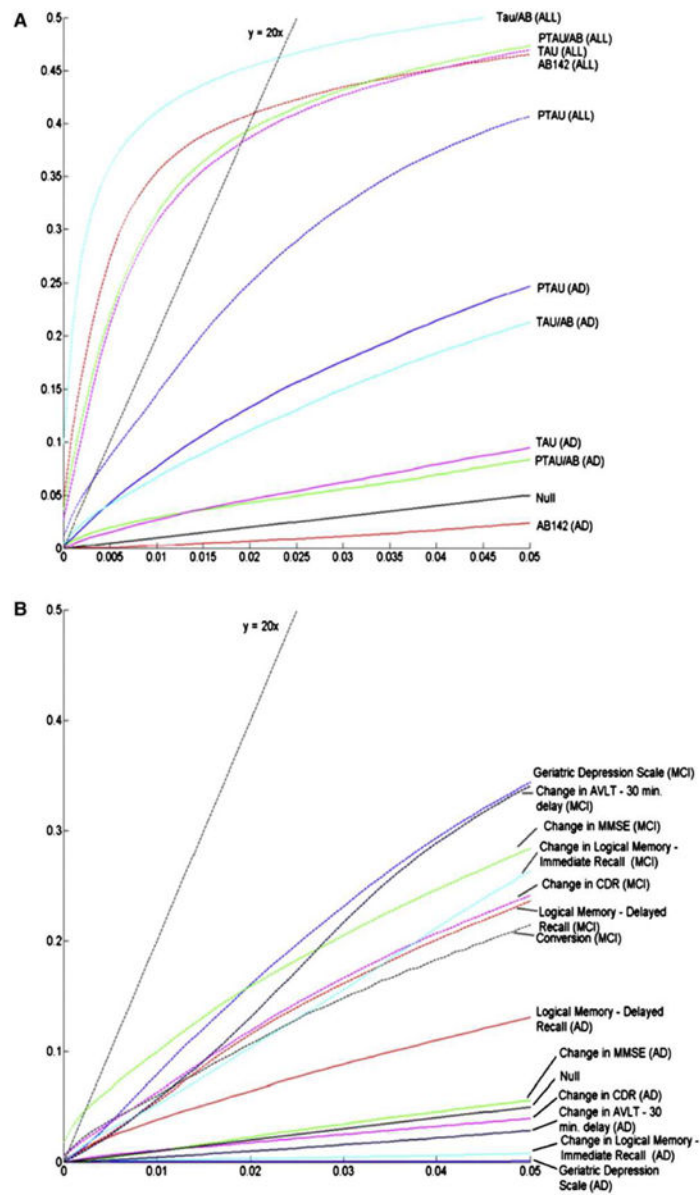 A
0.5
0.45
0.4
0.35
0.3
0.25
0.2
0.15
0.1
0.05
0
y = 20x
Tau/AB (ALL)
PTAU/AB (ALL)
TAU (ALL)
AB142 (ALL)
PTAU (ALL)
PTAU (AD)
TAU/AB (AD)
TAU (AD)
PTAU/AB (AD)
Null
AB142 (AD)
0 0.005 0.01 0.015 0.02 0.025 0.03 0.035 0.04 0.045 0.05
B
0.5
0.4
0.3
0.2
0.1
0
y = 20x
Geriatric Depression Scale (MCI)
Change in AVLT - 30 min.
delay (MCI)
Change in MMSE (MCI)
Change in Logical Memory -
Immediate Recall (MCI)
Change in CDR (MCI)
Logical Memory - Delayed
Recall (MCI)
Conversion (MCI)
Logical Memory - Delayed
Recall (AD)
Change in MMSE (AD)
Null
Change in CDR (AD)
Change in AVLT - 30
min. delay (AD)
Change in Logical Memory -
Immediate Recall (AD)
Geriatric Depression
Scale (AD)
0 0.01 0.02 0.03 0.04 0.05